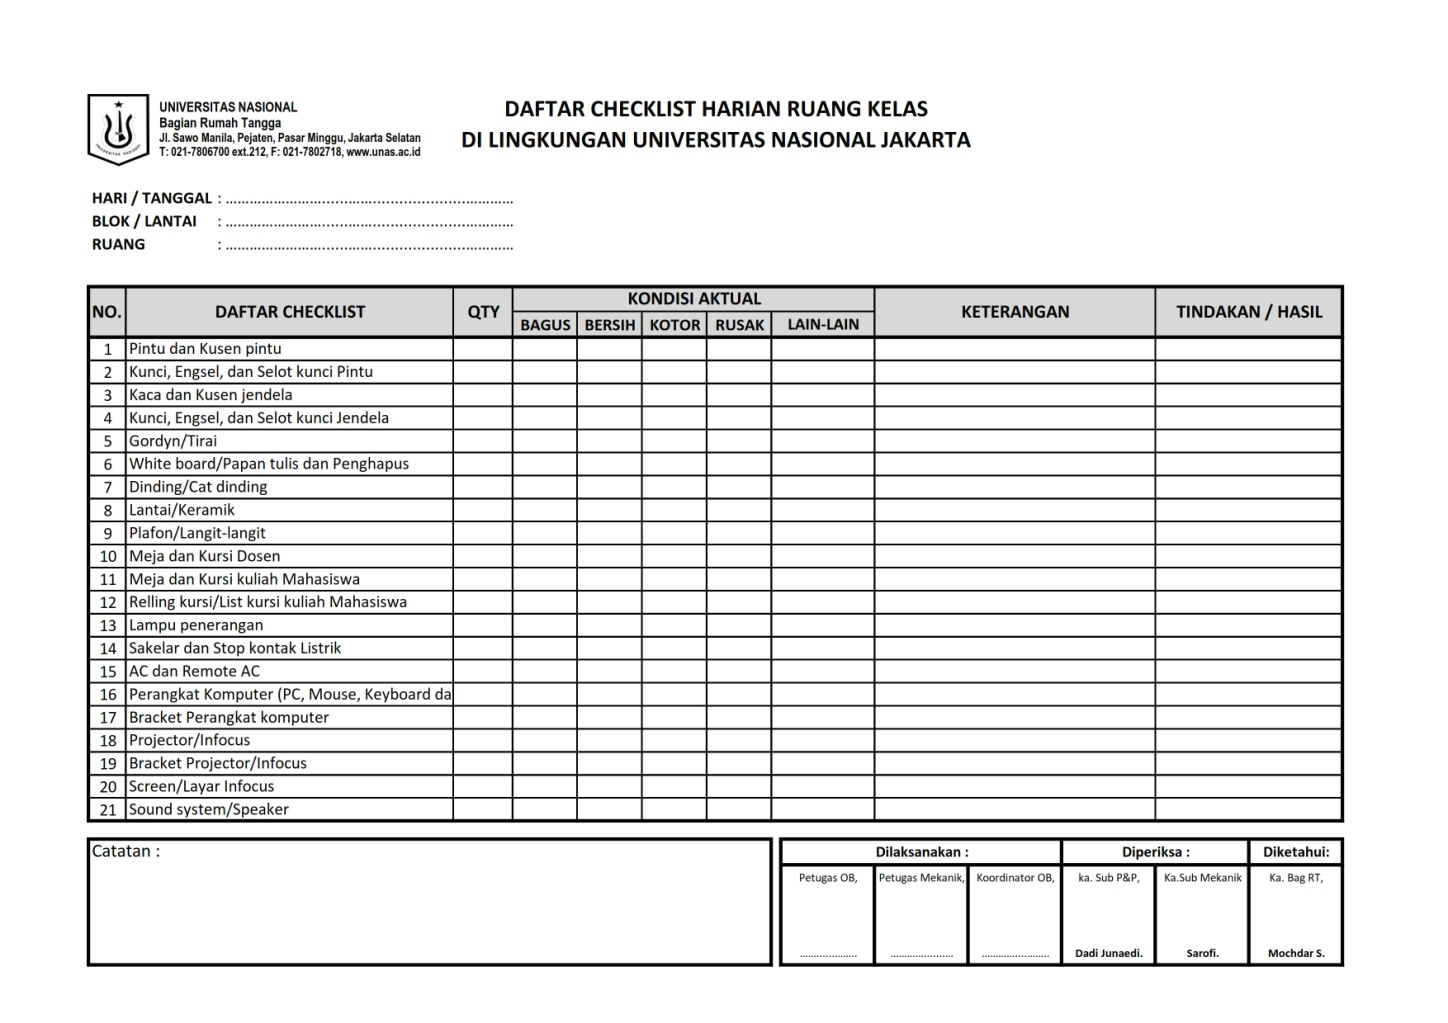 UNIVERSITAS NASIONAL
Bagian Rumah Tangga
Jl. Sawo Manila, Pejaten, Pasar Minggu, Jakarta Selatan
T: 021-7806700 ext.212, F: 021-7802718, www.unas.ac.id
DAFTAR CHECKLIST HARIAN RUANG KELAS
DI LINGKUNGAN UNIVERSITAS NASIONAL JAKARTA
HARI / TANGGAL : ................................................
BLOK / LANTAI : ................................................
RUANG : ................................................
NO. DAFTAR CHECKLIST QTY KONDISI AKTUAL KETERANGAN TINDAKAN / HASIL
BAGUS BERSIH KOTOR RUSAK LAIN-LAIN
1 Pintu dan Kusen pintu
2 Kunci, Engsel, dan Selot kunci Pintu
3 Kaca dan Kusen jendela
4 Kunci, Engsel, dan Selot kunci Jendela
5 Gordyn/Tirai
6 White board/Papan tulis dan Penghapus
7 Dinding/Cat dinding
8 Lantai/Keramik
9 Plafon/Langit-langit
10 Meja dan Kursi Dosen
11 Meja dan Kursi kuliah Mahasiswa
12 Relling kursi/List kursi kuliah Mahasiswa
13 Lampu penerangan
14 Sakelar dan Stop kontak Listrik
15 AC dan Remote AC
16 Perangkat Komputer (PC, Mouse, Keyboard da
17 Bracket Perangkat komputer
18 Projector/Infocus
19 Bracket Projector/Infocus
20 Screen/Layar Infocus
21 Sound system/Speaker
Catatan :
Dilaksanakan : Diperiksa : Diketahui:
Petugas OB, Petugas Mekanik, Koordinator OB, ka. Sub P&P, Ka.Sub Mekanik Ka. Bag RT,
.................... .................... .................... Dadi Junaedi. Sarofi. Mochdar S.